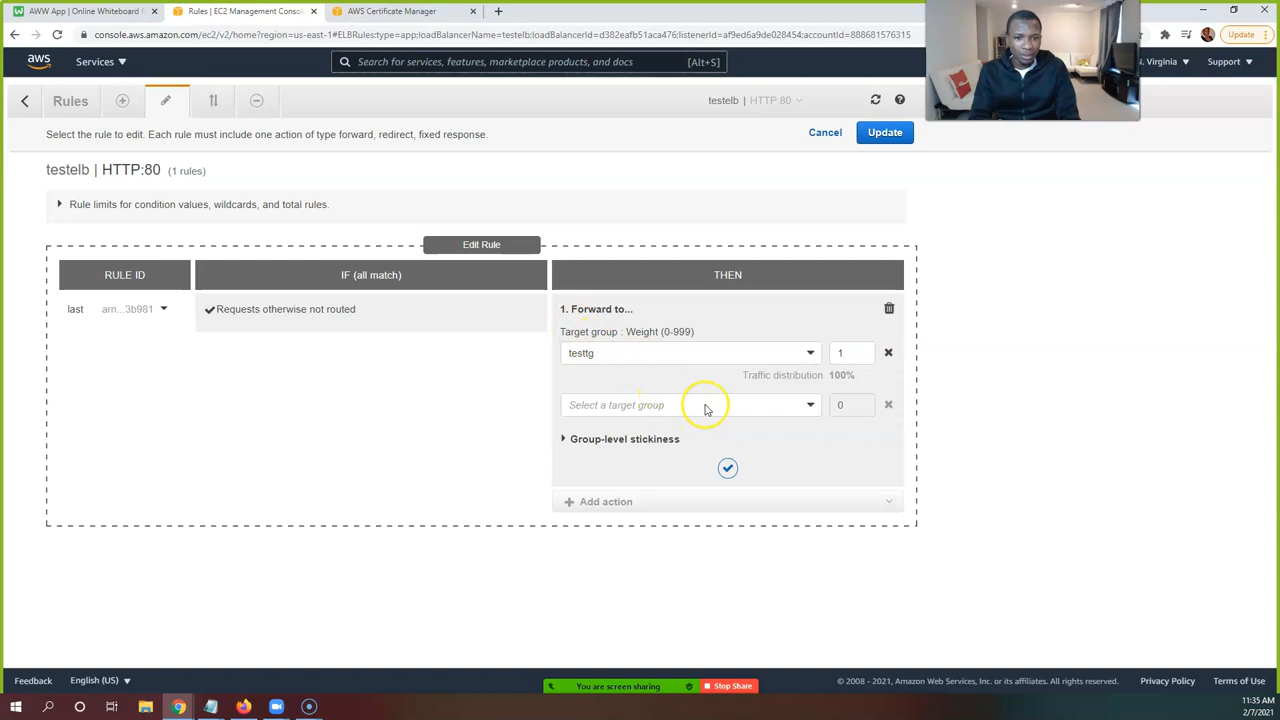 AWW App | Online Whiteboard
Rules | EC2 Management Conso
AWS Certificate Manager
Update
console.aws.amazon.com/ec2/v2/home?region=us-east-1#ELBRules:type=app;loadBalancerName=testelb;loadBalancerId=d382eafb51aca478;listenerId=af9ed6a9de028454;accountId=888681576315
aws
Services
Search for services, features, marketplace products, and docs
[Alt+S]
N. Virginia
Support
Rules
testelb | HTTP:80
Select the rule to edit. Each rule must include one action of type forward, redirect, fixed response.
Cancel
Update
testelb | HTTP:80 (1 rules)
Rule limits for condition values, wildcards, and total rules.
Edit Rule
RULE ID
IF (all match)
THEN
last
arn...3b981
Requests otherwise not routed
1. Forward to...
Target group : Weight (0-999)
testtg
1
Traffic distribution 100%
Select a target group
0
Group-level stickiness
Add action
Feedback
English (US)
You are screen sharing
Stop Share
© 2008 - 2021, Amazon Web Services, Inc. or its affiliates. All rights reserved.
Privacy Policy
Terms of Use
11:35 AM
2/7/2021